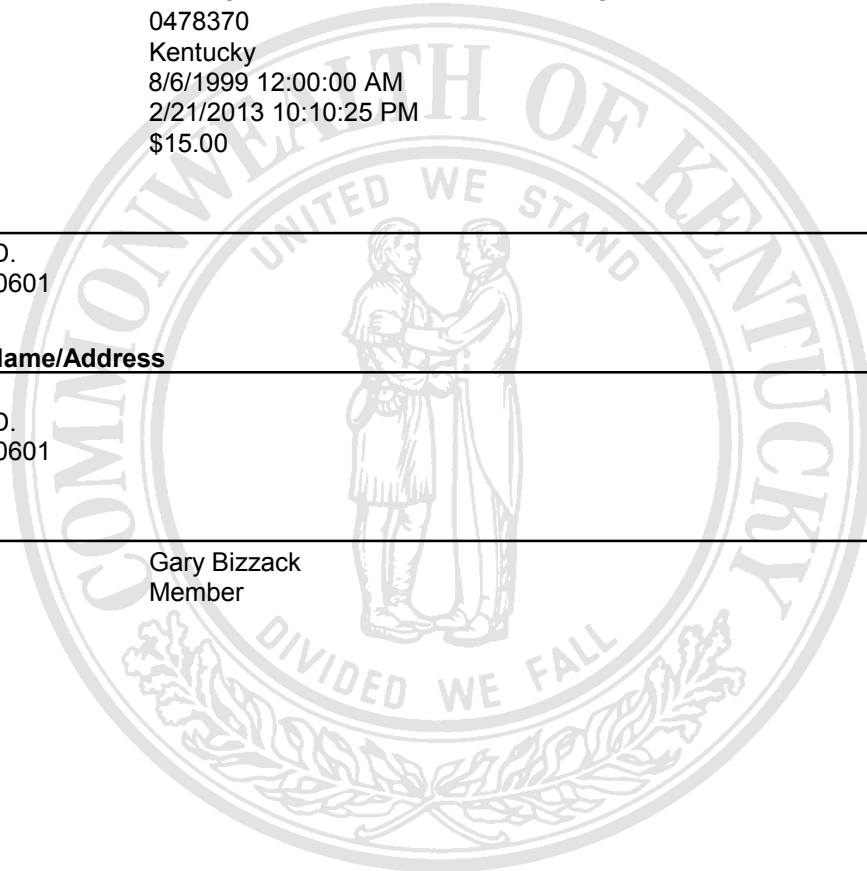 0478370
Kentucky
8/6/1999 12:00:00 AM
2/21/2013 10:10:25 PM
$15.00
D.
0601
Name/Address
D.
0601
Gary Bizzack
Member
COMMONWEALTH OF KENTUCKY
UNITED WE STAND
DIVIDED WE FALL